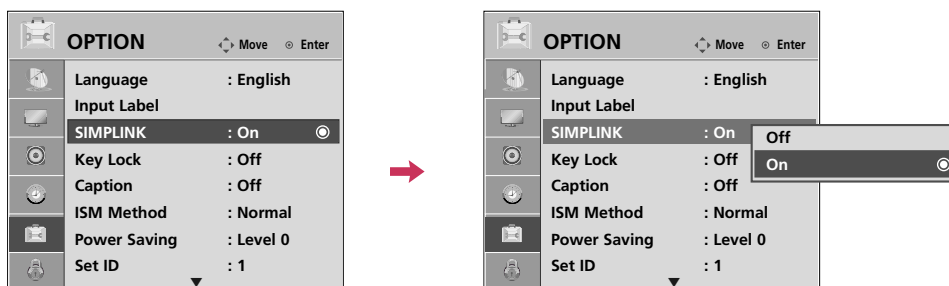 OPTION Move Enter
Language : English
Input Label
SIMPLINK : On
Key Lock : Off
Caption : Off
ISM Method : Normal
Power Saving : Level 0
Set ID : 1
OPTION Move Enter
Language : English
Input Label
SIMPLINK : On
Key Lock : Off
Caption : Off
ISM Method : Normal
Power Saving : Level 0
Set ID : 1
Off
On